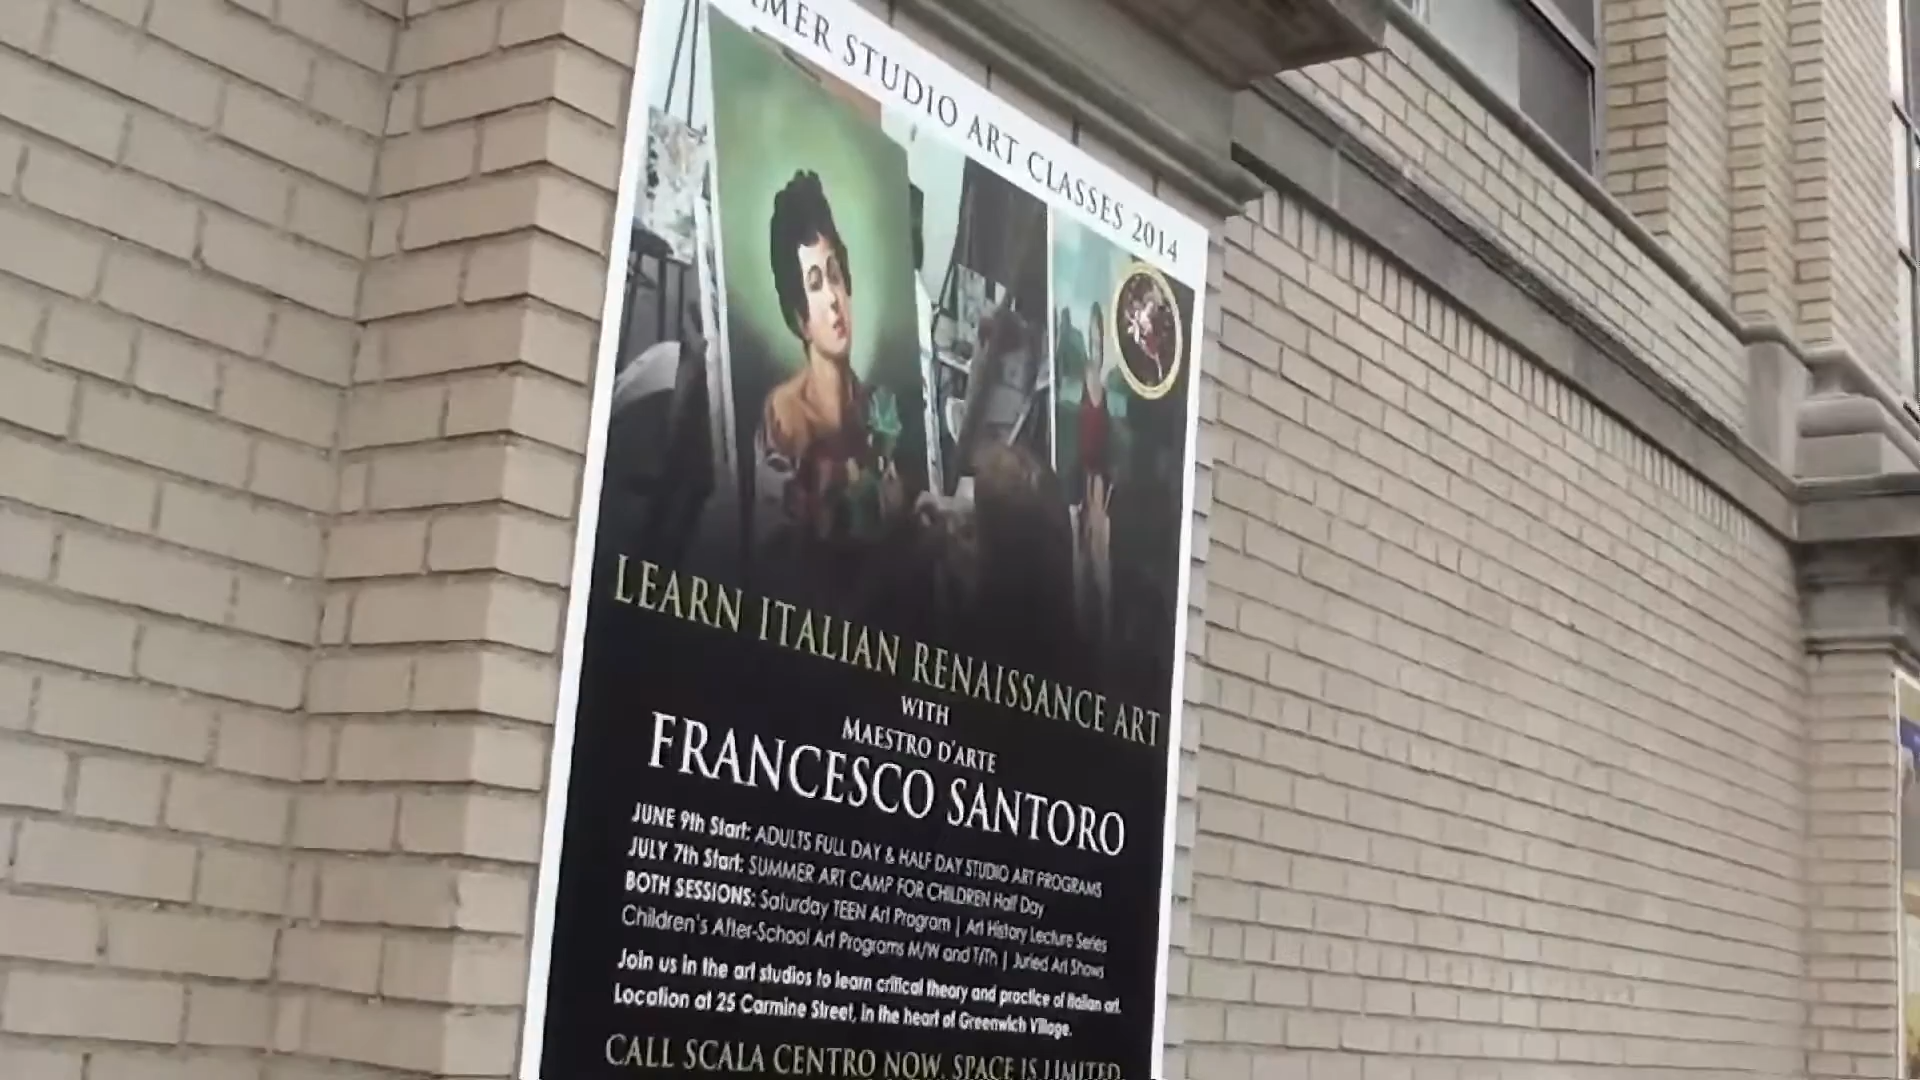 STUDIO ART CLASSES 2014
LEARN ITALIAN RENAISSANCE ART
WITH
MAESTRO D'ARTE
FRANCESCO SANTORO
JUNE 9th Start: ADULTS FULL DAY & HALF DAY STUDIO ART PROGRAMS
JULY 7th Start: SUMMER ART CAMP FOR CHILDREN Half Day
BOTH SESSIONS: Saturday TEEN Art Program | Art History Lecture Series
Children's After-School Art Programs M/W and T/Th | Juried Art Shows
Join us in the art studios to learn critical theory and practice of Italian art.
Location at 25 Carmine Street, in the heart of Greenwich Village.
CALL SCALA CENTRO NOW. SPACE IS LIMITED.